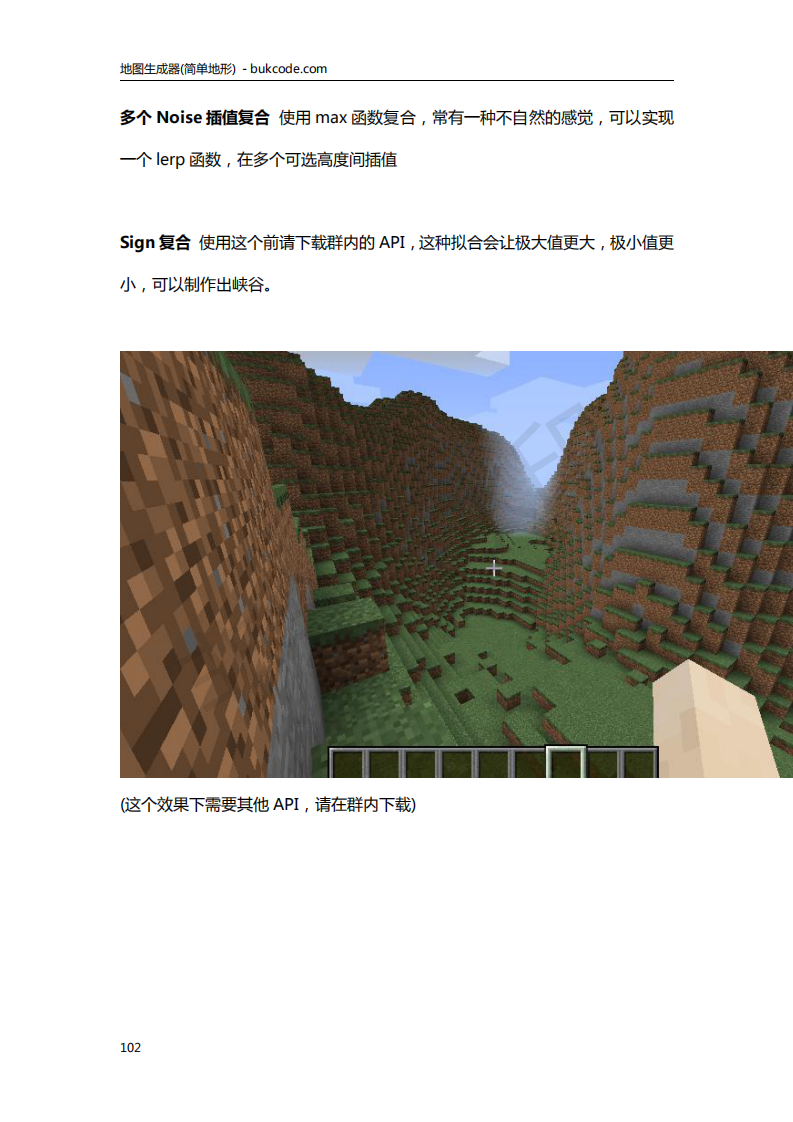 地图生成器(简单地形) - bukcode.com
多个 Noise 插值复合 使用 max 函数复合，常有一种不自然的感觉，可以实现
一个 lerp 函数，在多个可选高度间插值
Sign 复合 使用这个前请下载群内的 API，这种拟合会让极大值更大，极小值更
小，可以制作出峡谷。
(这个效果下需要其他 API，请在群内下载)
102